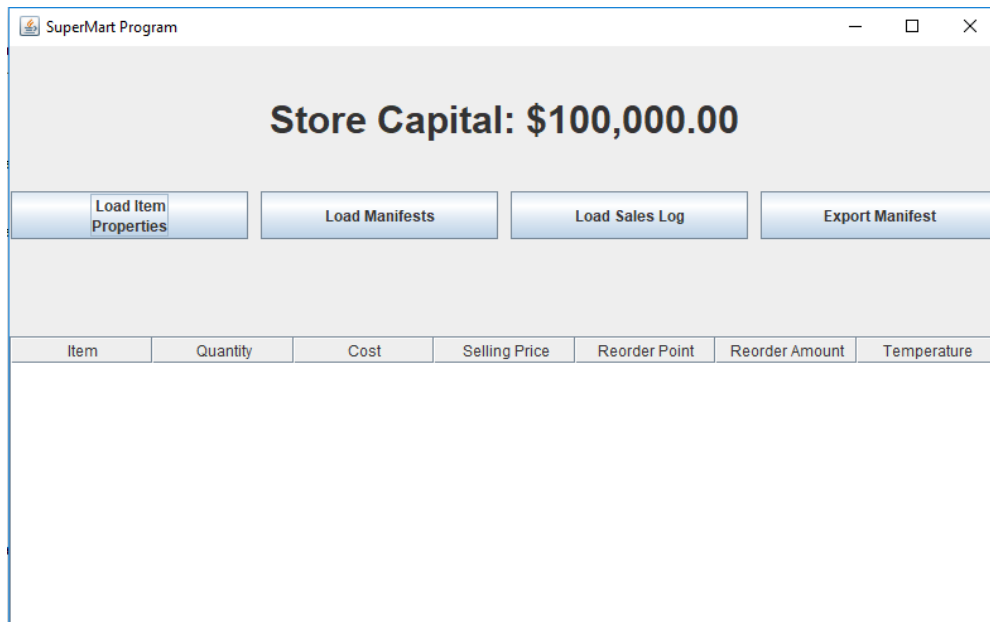 SuperMart Program
Store Capital: $100,000.00
Load Item
Properties
Load Manifests
Load Sales Log
Export Manifest
Item Quantity Cost Selling Price Reorder Point Reorder Amount Temperature